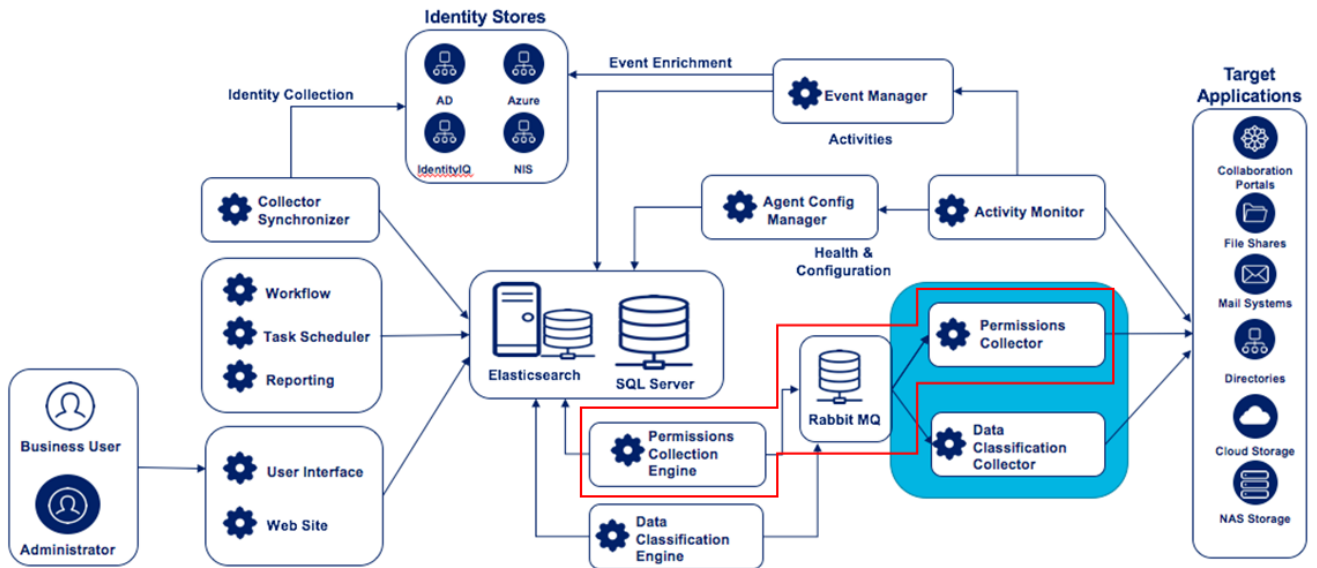 Identity Stores
AD
Azure
IdentityIQ
NIS
Identity Collection
Event Enrichment
Event Manager
Activities
Target
Applications
Collaboration
Portals
File Shares
Mail Systems
Directories
Cloud Storage
NAS Storage
Collector
Synchronizer
Agent Config
Manager
Activity Monitor
Health &
Configuration
Workflow
Task Scheduler
Reporting
Elasticsearch
SQL Server
Permissions
Collector
Rabbit MQ
Data
Classification
Collector
Business User
Administrator
User Interface
Web Site
Permissions
Collection
Engine
Data
Classification
Engine